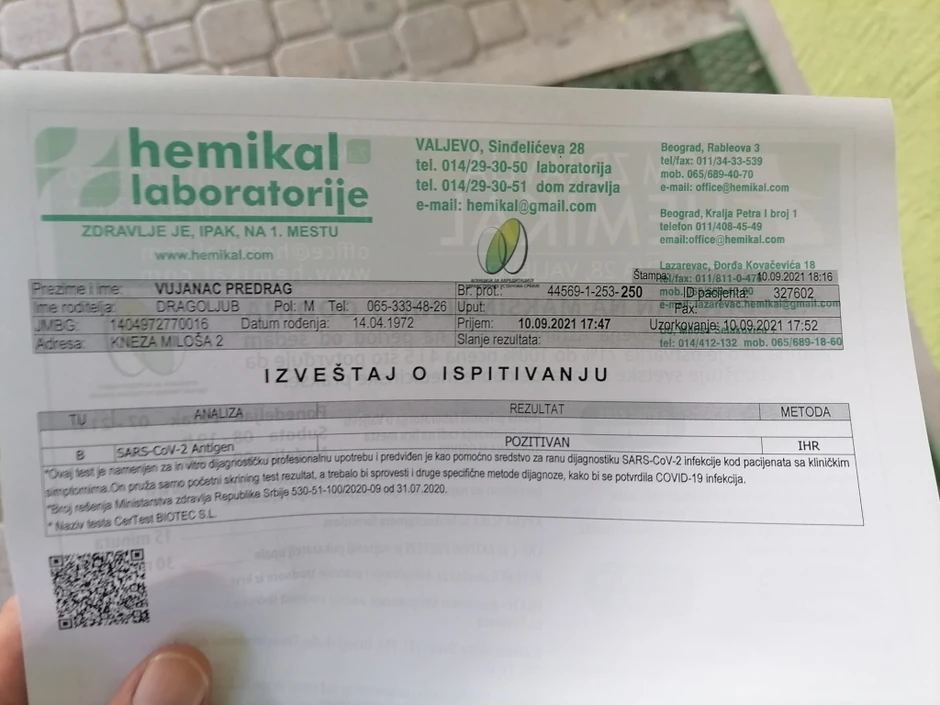 hemikal
laboratorije
ZDRAVLJE JE, IPAK, NA 1. MESTU
www.hemikal.com
VALJEVO, Sinđelićeva 28
tel. 014/29-30-50 laboratorija
tel. 014/29-30-51 dom zdravlja
e-mail: hemikal@gmail.com
Beograd, Rableova 3
tel/fax: 011/34-33-539
mob. 065/689-40-70
e-mail: office@hemikal.com
Beograd, Kralja Petra I broj 1
telefon 011/408-45-49
email:office@hemikal.com
Lazarevac, Đorđa Kovačevića 18
Štampa: 10.09.2021 18:16
Prezime i ime: VUJANAC PREDRAG Br. prot.: 44569-1-253-250 ID pacijenta: 327602
Ime roditelja: DRAGOLJUB Pol: M Tel: 065-333-48-26 Uput: Fax:
JMBG: 1404972770016 Datum rođenja: 14.04.1972 Prijem: 10.09.2021 17:47 Uzorkovanje: 10.09.2021 17:52
Adresa: KNEZA MILOŠA 2 Slanje rezultata: tel: 014/412-132 mob. 065/689-18-60
IZVEŠTAJ O ISPITIVANJU
TU ANALIZA REZULTAT METODA
B SARS-CoV-2 Antigen POZITIVAN IHR
*Ovaj test je namenjen za in vitro dijagnostičku profesionalnu upotrebu i predviđen je kao pomoćno sredstvo za ranu dijagnostiku SARS-CoV-2 infekcije kod pacijenata sa kliničkim
simptomima.On pruža samo početni skrining test rezultat, a trebalo bi sprovesti i druge specifične metode dijagnoze, kako bi se potvrdila COVID-19 infekcija.
*Broj rešenja Ministarstva zdravlja Republike Srbije 530-51-100/2020-09 od 31.07.2020.
* Naziv testa CerTest BIOTEC S.L.